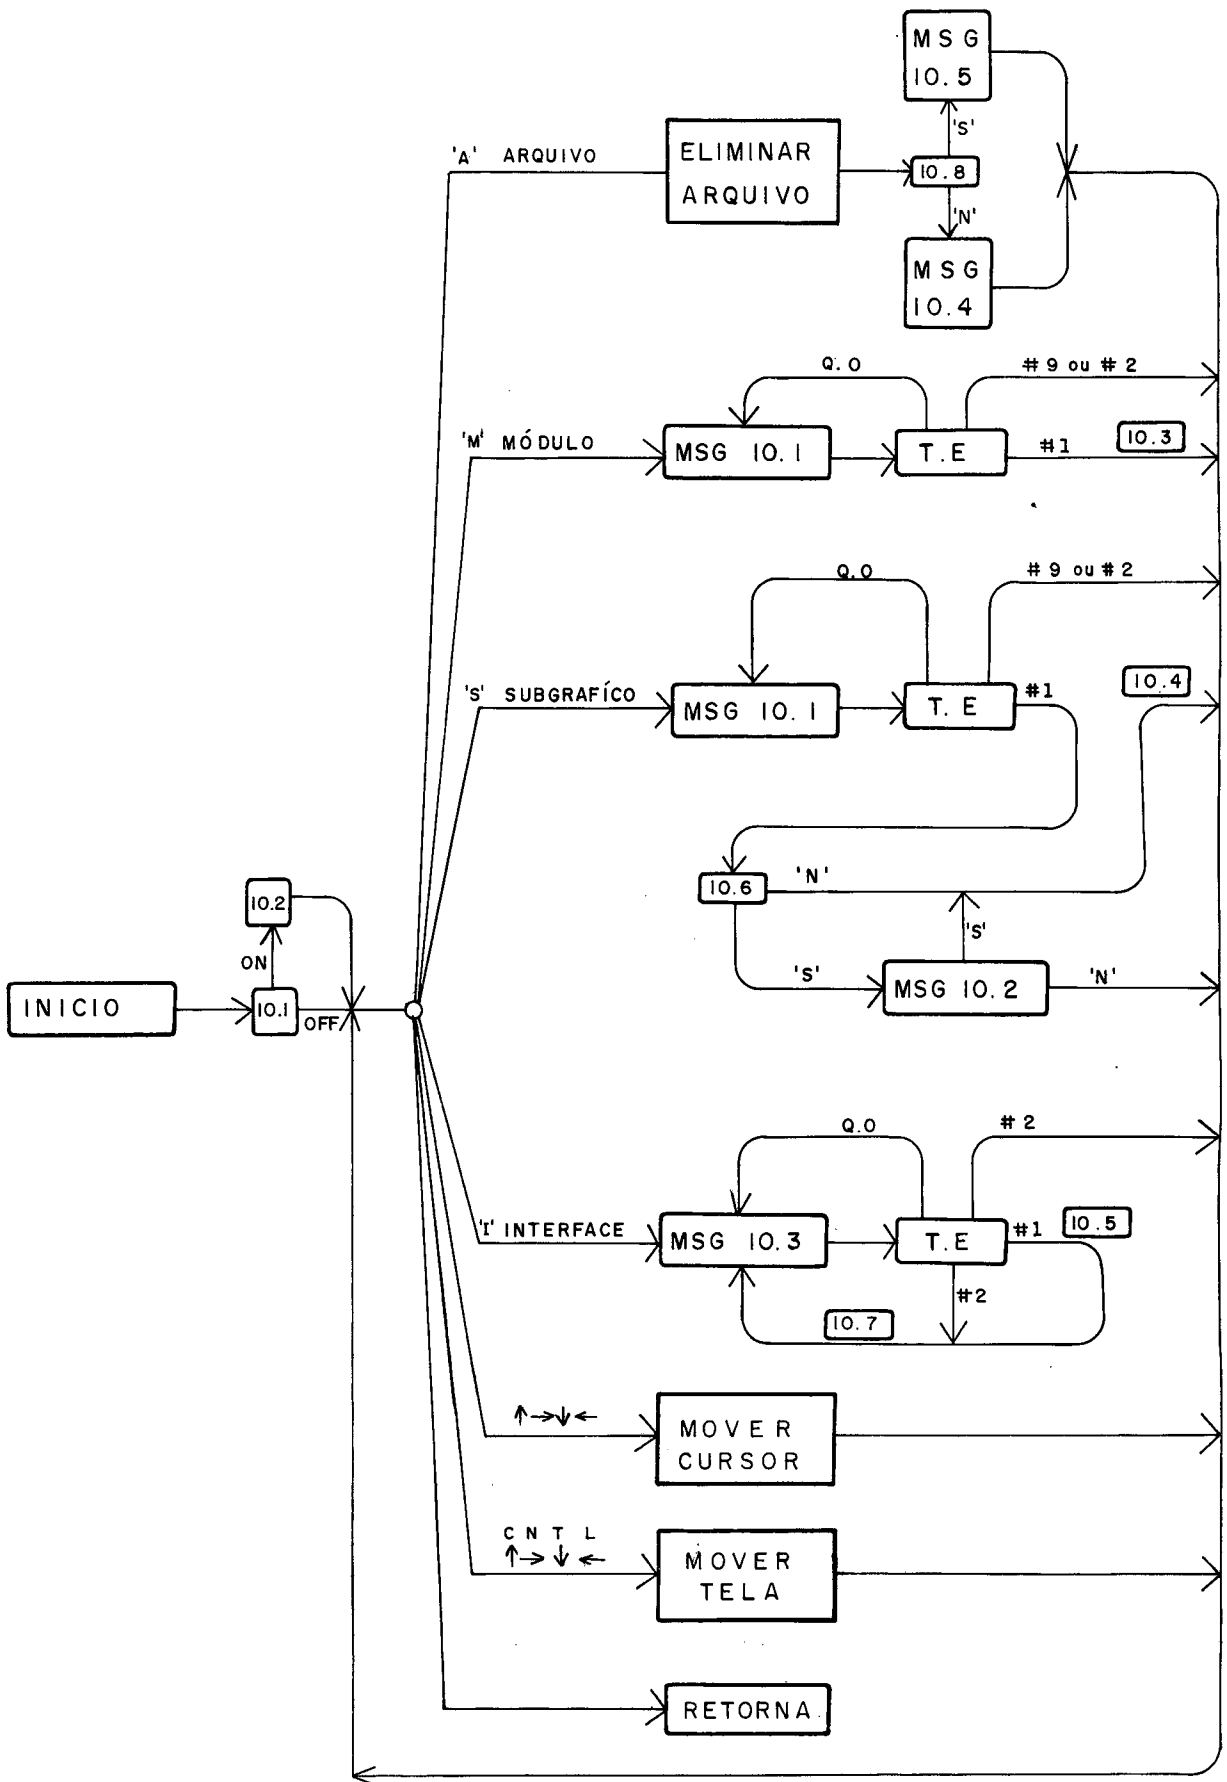 MSG
10.5
'S'
'A' ARQUIVO
ELIMINAR
ARQUIVO
10.8
'N'
MSG
10.4
Q.O
#9 ou #2
'M' MÓDULO
MSG 10.1
T.E
#1
10.3
Q.O
#9 ou #2
'S' SUBGRAFÍCO
MSG 10.1
T.E
#1
10.4
10.6
'N'
'S'
10.2
ON
'S'
MSG 10.2
'N'
INICIO
10.1
OFF
Q.O
#2
'I' INTERFACE
MSG 10.3
T.E
#1
10.5
#2
10.7
↑→↓←
MOVER
CURSOR
CNTL
↑→↓←
MOVER
TELA
RETORNA